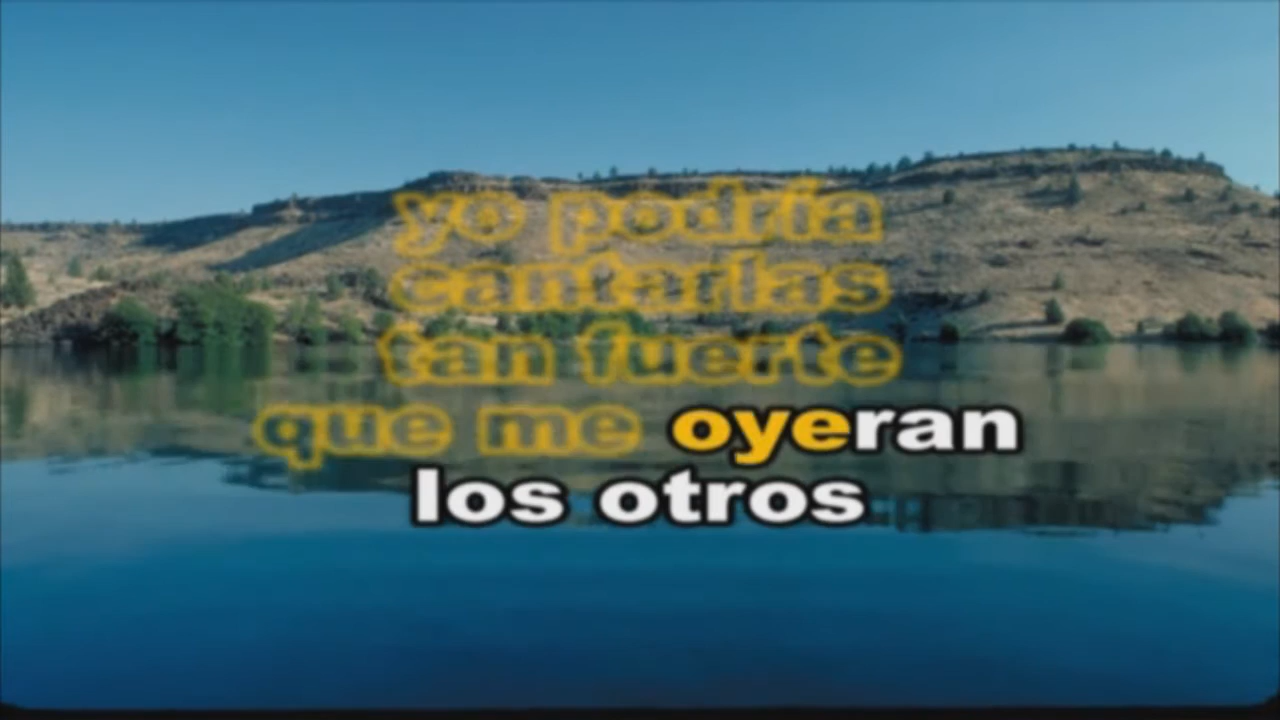 yo podría
cantarlas
tan fuerte
que me oyeran
los otros